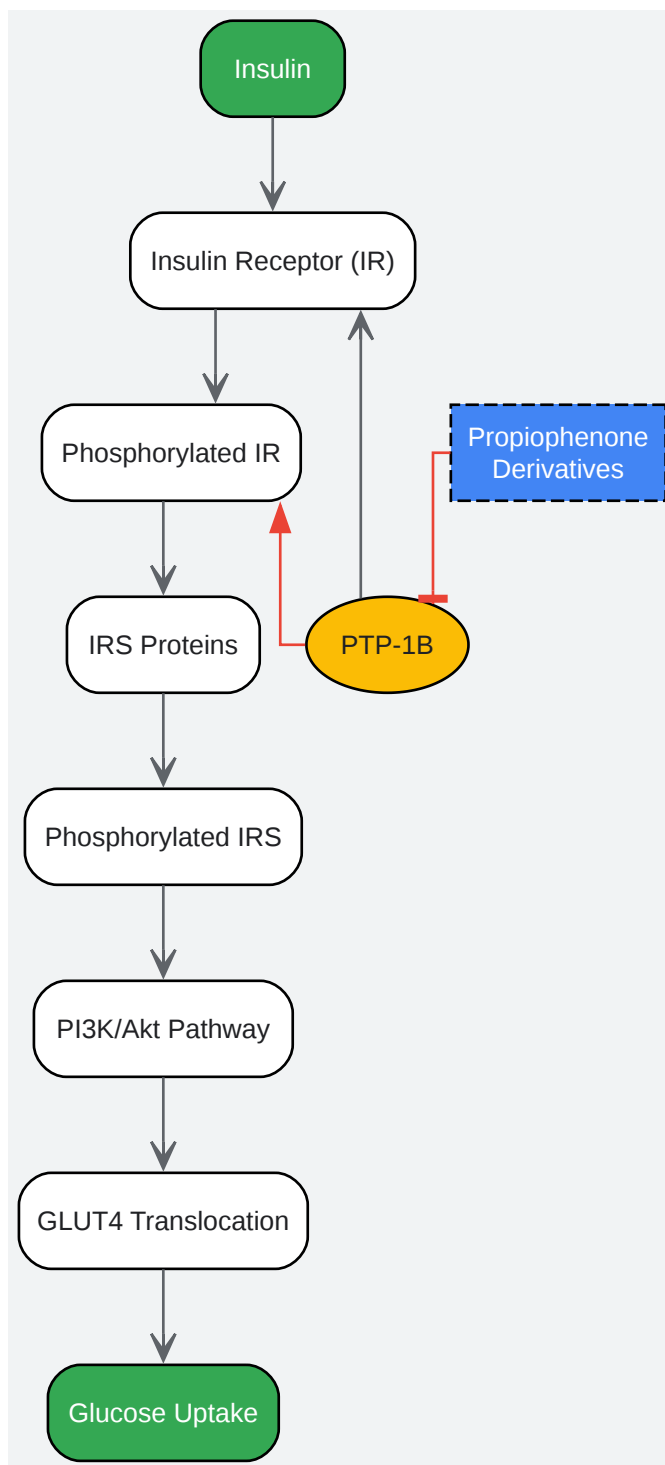 Insulin
Insulin Receptor (IR)
Phosphorylated IR
Propiophenone
Derivatives
IRS Proteins
PTP-1B
Phosphorylated IRS
PI3K/Akt Pathway
GLUT4 Translocation
Glucose Uptake